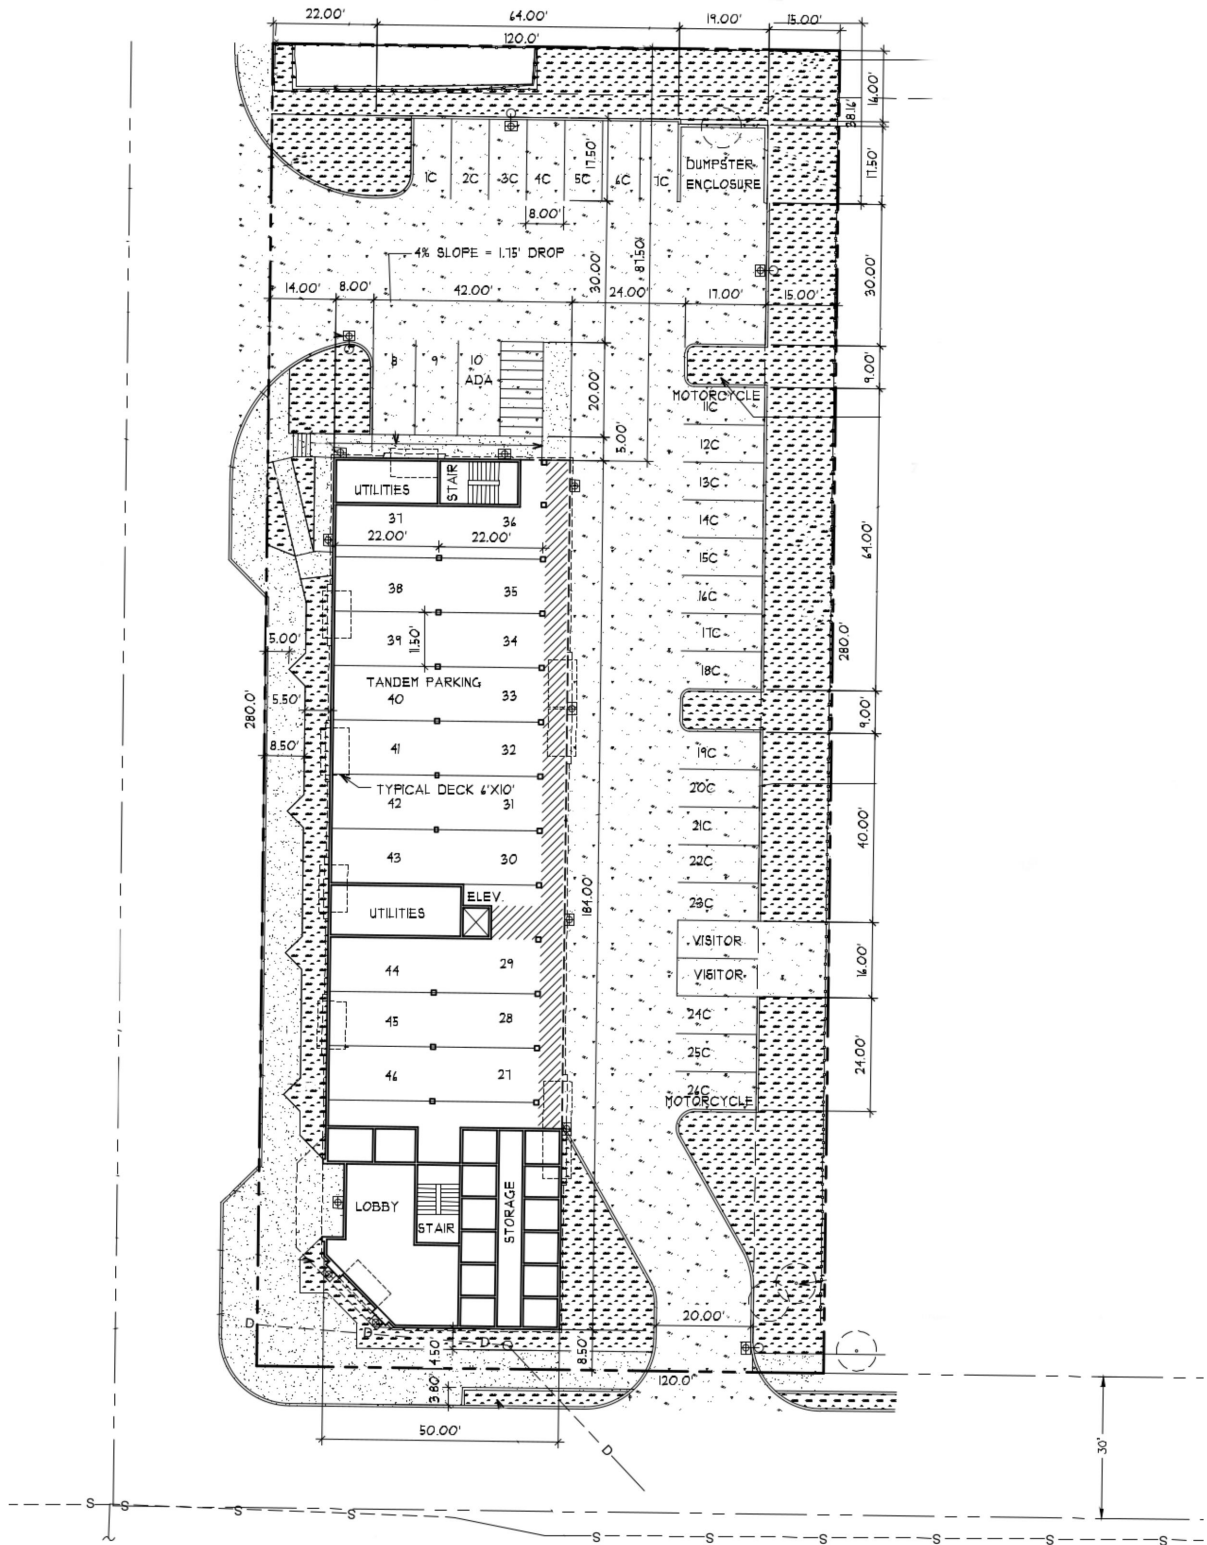 22.00'
64.00'
19.00'
15.00'
120.0'
16.00'
38.16'
17.50'
17.50'
1C
2C
3C
4C
5C
6C
7C
DUMPSTER
ENCLOSURE
8.00'
4% SLOPE = 1.75' DROP
87.50'
30.00'
30.00'
14.00'
8.00'
42.00'
24.00'
17.00'
15.00'
8
9
10
ADA
20.00'
9.00'
MOTORCYCLE
11C
5.00'
12C
UTILITIES
STAIR
13C
37
36
14C
22.00'
22.00'
64.00'
15C
38
35
16C
5.00'
39
11.50'
34
17C
280.0'
18C
TANDEM PARKING
280.0'
5.50'
40
33
9.00'
8.50'
41
32
19C
TYPICAL DECK 6'X10'
20C
42
31
21C
40.00'
43
30
22C
184.00'
ELEV.
23C
UTILITIES
VISITOR
44
29
16.00'
VISITOR
45
28
24C
25C
24.00'
46
27
26C
MOTORCYCLE
LOBBY
STORAGE
STAIR
20.00'
D
D
D
4.50'
8.50'
3.80'
120.0'
50.00'
D
30'
S
S
S
S
S
S
S
S
S
S